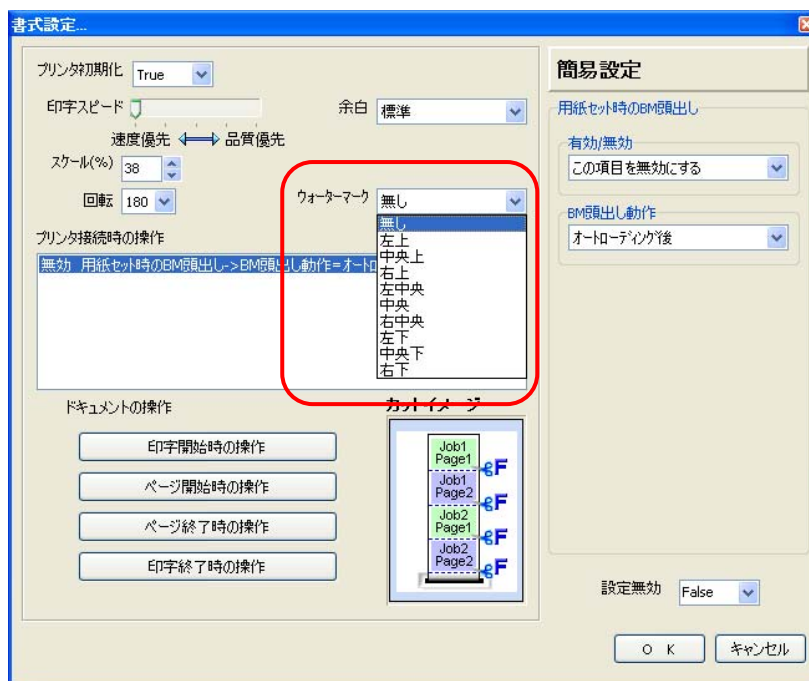 書式設定...
プリンタ初期化 True
印字スピード
速度優先 品質優先
余白 標準
スケール(%) 38
回転 180
ウォーターマーク 無し
無し
左上
中央上
右上
左中央
中央
右中央
左下
中央下
右下
プリンタ接続時の操作
無効 用紙セット時のBM頭出し->BM頭出し動作=オートロ
ドキュメントの操作
印字開始時の操作
ページ開始時の操作
ページ終了時の操作
印字終了時の操作
カットイメージ
Job1
Page1
F
Job1
Page2
F
Job2
Page1
F
Job2
Page2
F
簡易設定
用紙セット時のBM頭出し
有効/無効
この項目を無効にする
BM頭出し動作
オートローディング後
設定無効 False
O K
キャンセル